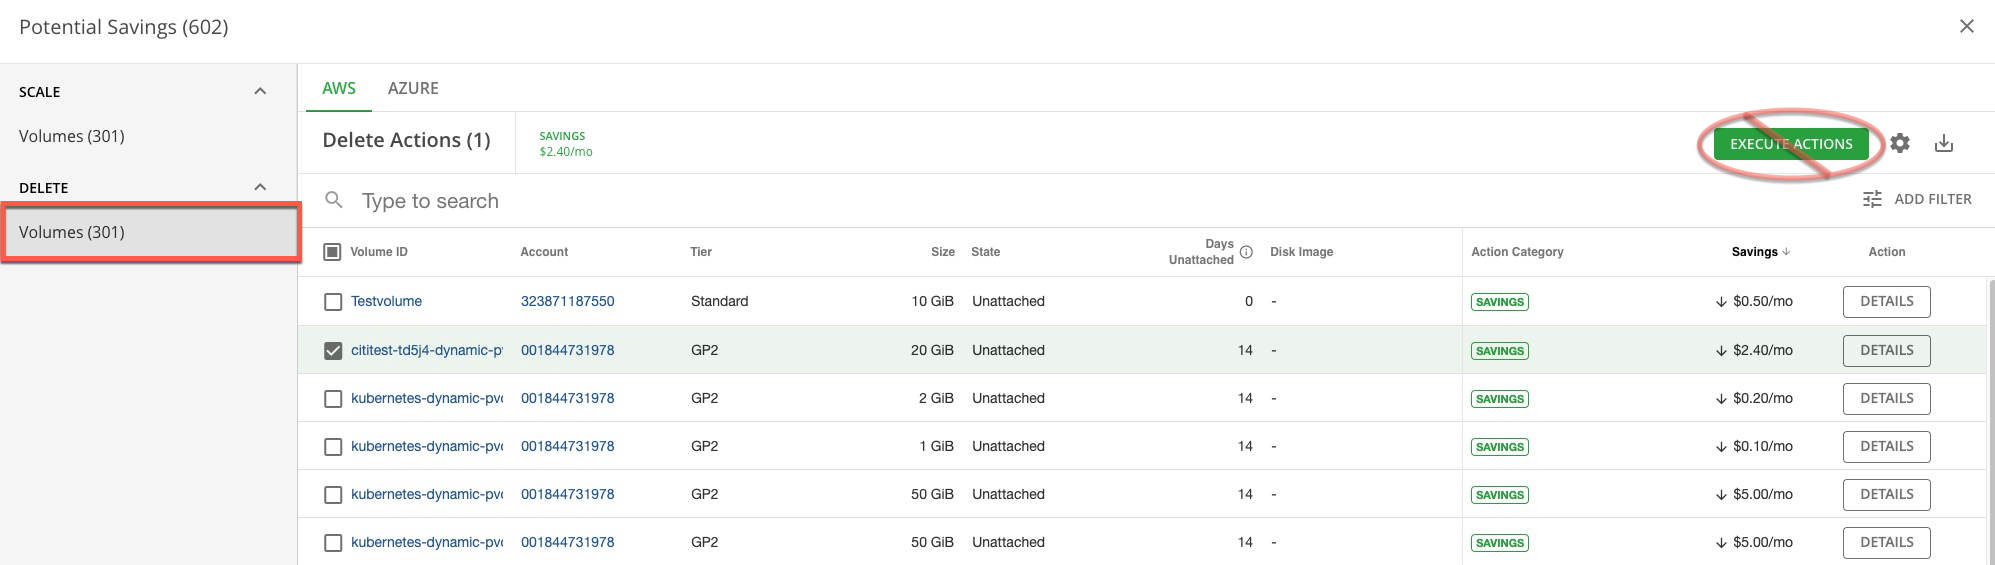 Potential Savings (602)
SCALE
Volumes (301)
DELETE
Volumes (301)
AWS AZURE
Delete Actions (1)
SAVINGS
$2.40/mo
EXECUTE ACTIONS
Type to search
ADD FILTER
Volume ID Account Tier Size State Days Unattached Disk Image Action Category Savings Action
Testvolume 323871187550 Standard 10 GiB Unattached 0 - SAVINGS $0.50/mo DETAILS
cititest-td5j4-dynamic-p 001844731978 GP2 20 GiB Unattached 14 - SAVINGS $2.40/mo DETAILS
kubernetes-dynamic-pv 001844731978 GP2 2 GiB Unattached 14 - SAVINGS $0.20/mo DETAILS
kubernetes-dynamic-pv 001844731978 GP2 1 GiB Unattached 14 - SAVINGS $0.10/mo DETAILS
kubernetes-dynamic-pv 001844731978 GP2 50 GiB Unattached 14 - SAVINGS $5.00/mo DETAILS
kubernetes-dynamic-pv 001844731978 GP2 50 GiB Unattached 14 - SAVINGS $5.00/mo DETAILS